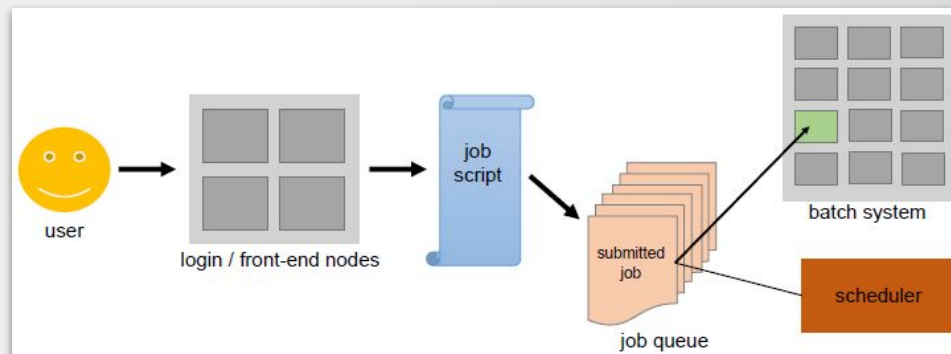 user
login / front-end nodes
job
script
submitted
job
job queue
batch system
scheduler